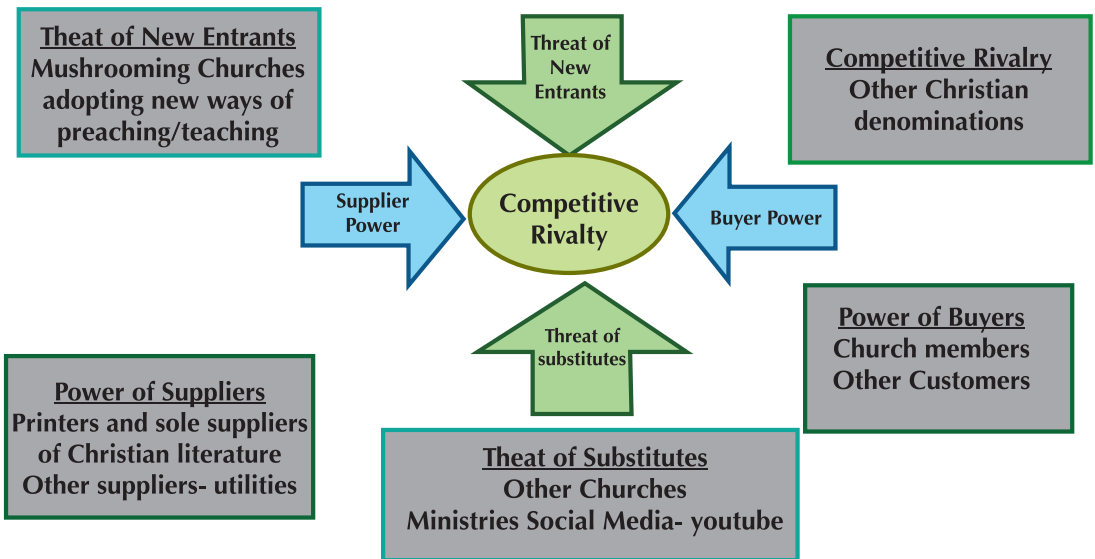 Theat of New Entrants
Mushrooming Churches
adopting new ways of
preaching/teaching
Threat of
New
Entrants
Competitive Rivalry
Other Christian
denominations
Supplier
Power
Competitive
Rivalty
Buyer Power
Threat of
substitutes
Power of Buyers
Church members
Other Customers
Power of Suppliers
Printers and sole suppliers
of Christian literature
Other suppliers- utilities
Theat of Substitutes
Other Churches
Ministries Social Media- youtube